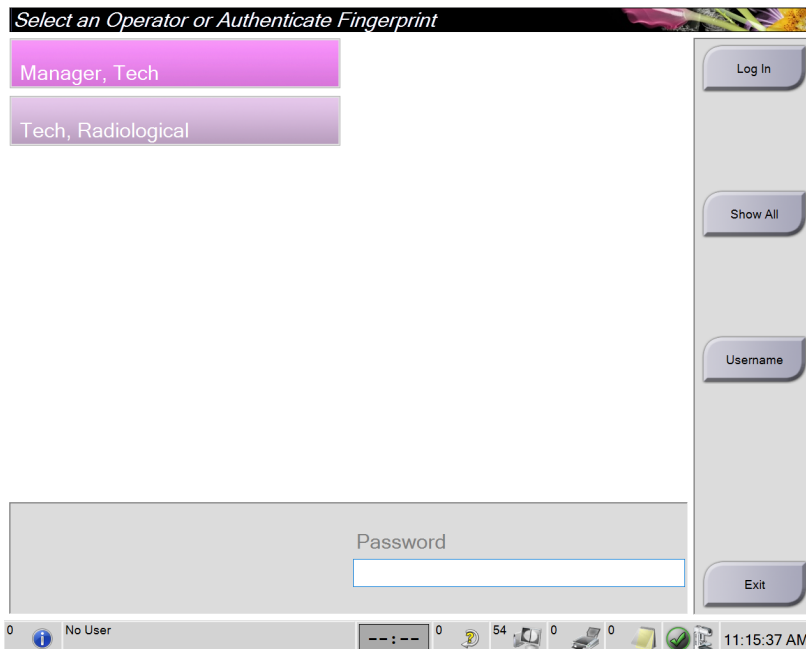 Select an Operator or Authenticate Fingerprint
Manager, Tech
Tech, Radiological
Log In
Show All
Username
Password
Exit
0 No User --:-- 0 54 0 0 11:15:37 AM